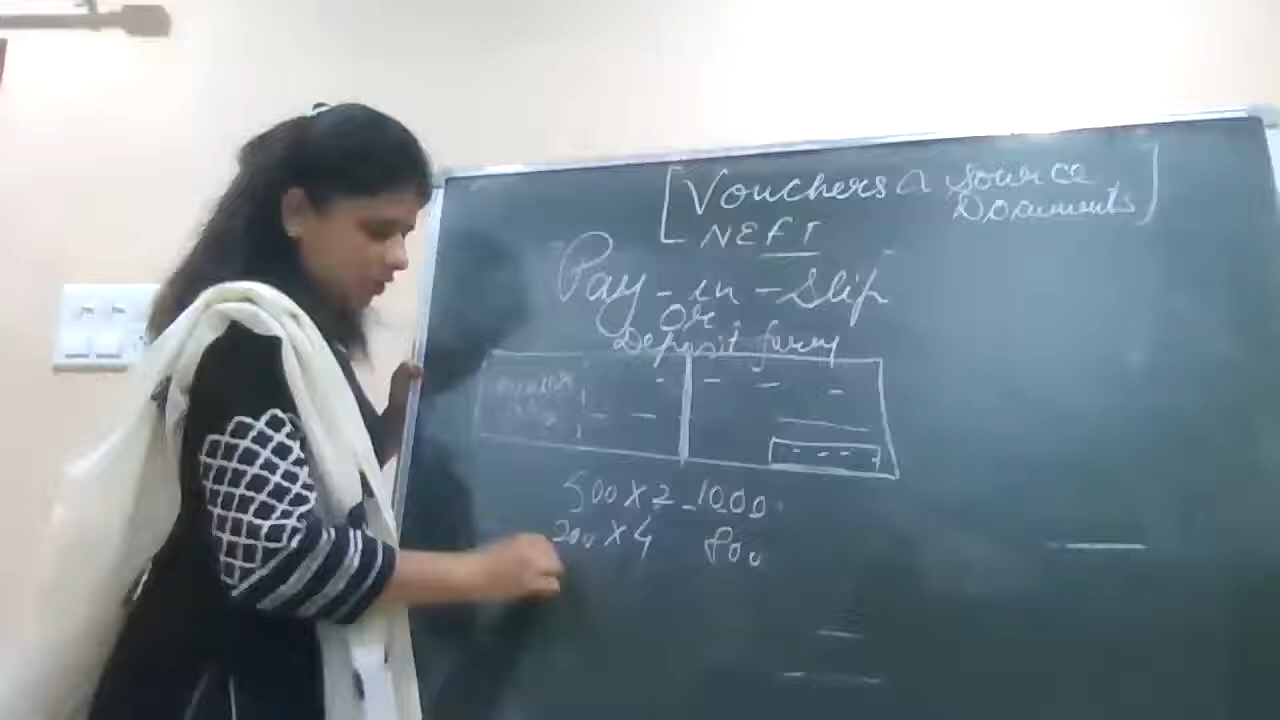 [Vouchers Source
Documents]
NEFT
Pay-in-Slip
Or
Deposit form
500 x 2 - 1000
200 x 4 800